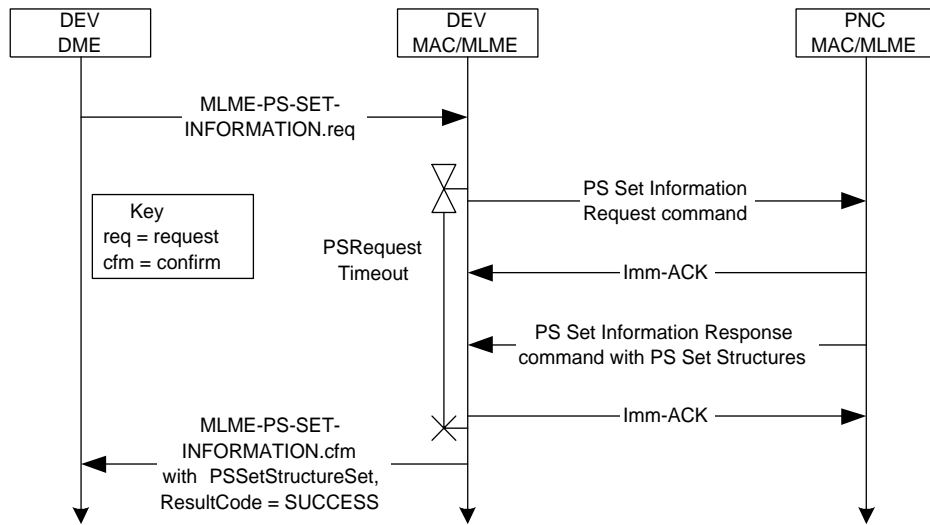 DEV
DME
DEV
MAC/MLME
PNC
MAC/MLME
MLME-PS-SET-
INFORMATION.req
PS Set Information
Request command
Key
req = request
cfm = confirm
PSRequest
Timeout
Imm-ACK
PS Set Information Response
command with PS Set Structures
Imm-ACK
MLME-PS-SET-
INFORMATION.cfm
with PSSetStructureSet,
ResultCode = SUCCESS